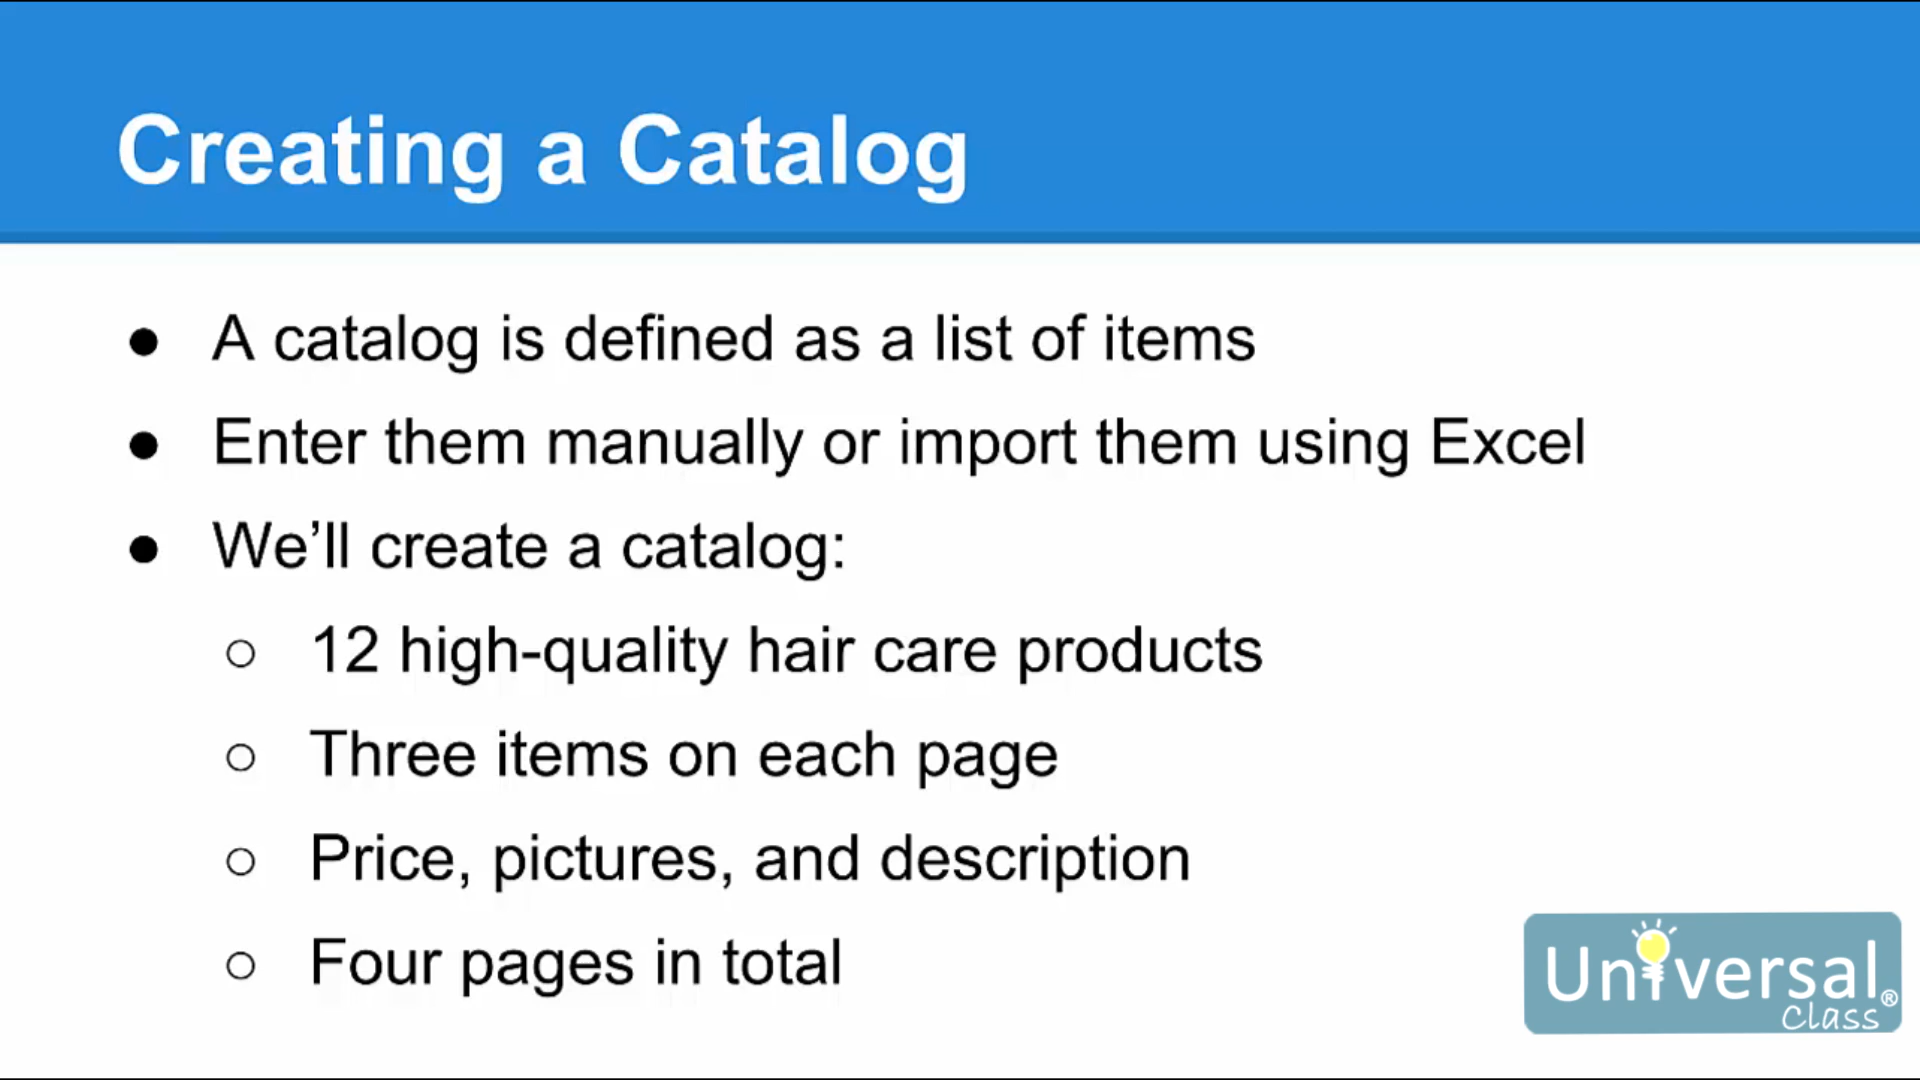 Creating a Catalog
● A catalog is defined as a list of items
● Enter them manually or import them using Excel
● We’ll create a catalog:
○ 12 high-quality hair care products
○ Three items on each page
○ Price, pictures, and description
○ Four pages in total
Universal®
Class